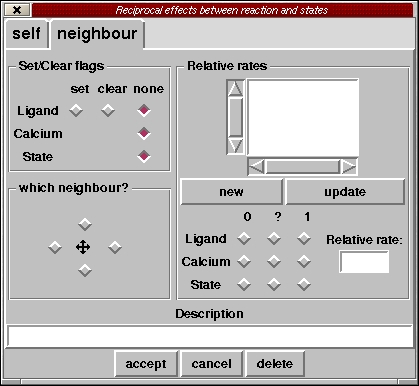 Reciprocal effects between reaction and states
self neighbour
Set/Clear flags
set clear none
Ligand
Calcium
State
which neighbour?
Relative rates
new update
0 ? 1
Ligand
Calcium
State
Relative rate:
Description
accept cancel delete